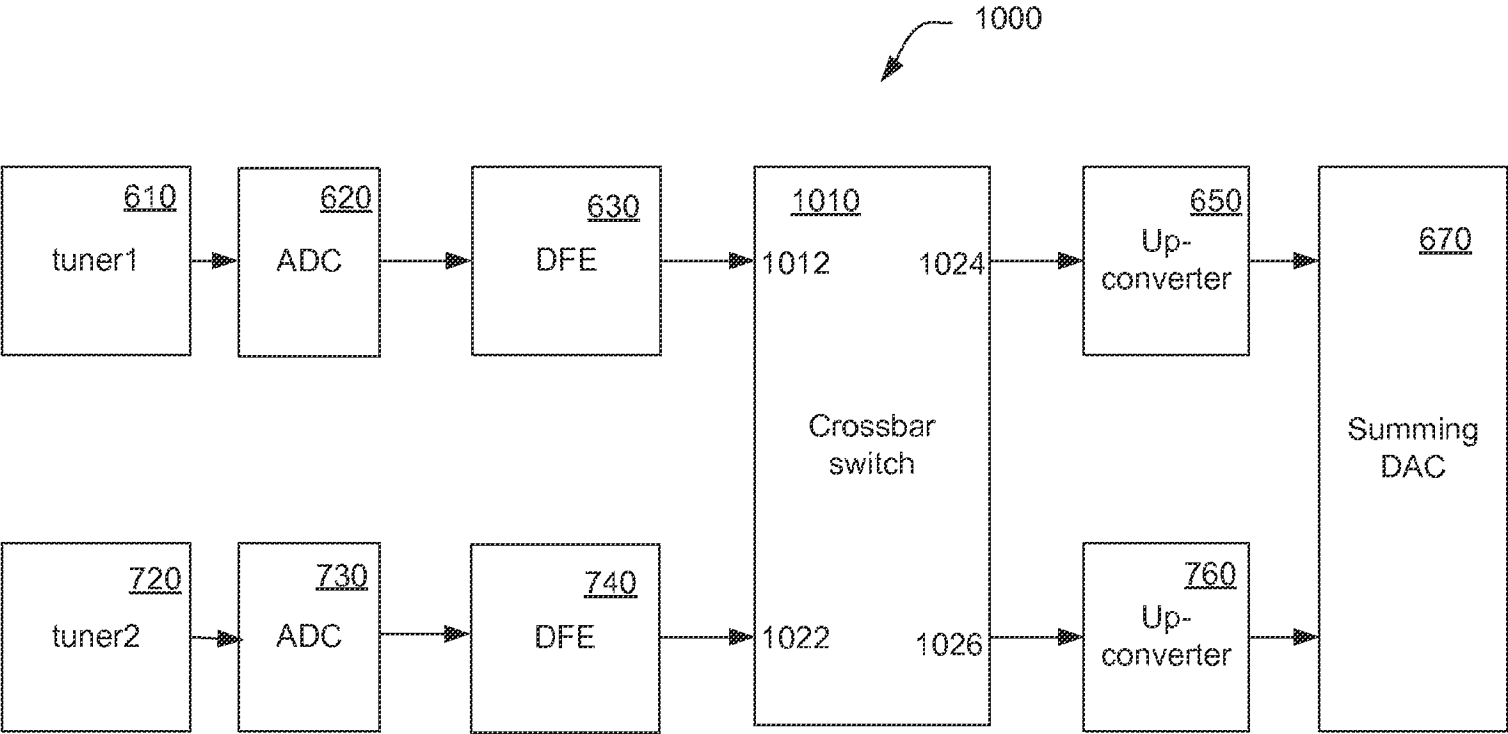 1000
610
tuner1
620
ADC
630
DFE
1010
1012
1024
Crossbar
switch
1022
1026
650
Up-
converter
670
Summing
DAC
720
tuner2
730
ADC
740
DFE
760
Up-
converter